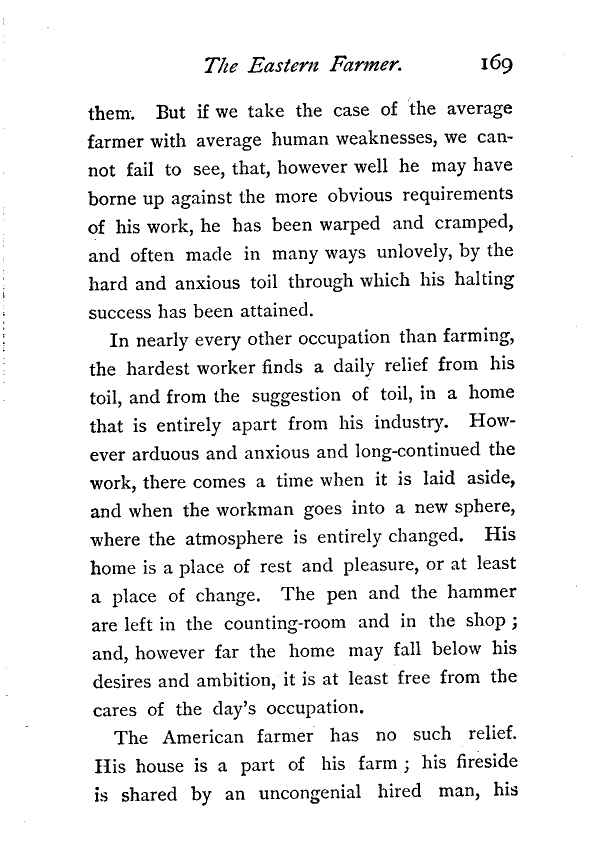 The Eastern Farmer. 169
them. But if we take the case of the average
farmer with average human weaknesses, we can-
not fail to see, that, however well he may have
borne up against the more obvious requirements
of his work, he has been warped and cramped,
and often made in many ways unlovely, by the
hard and anxious toil through which his halting
success has been attained.
In nearly every other occupation than farming,
the hardest worker finds a daily relief from his
toil, and from the suggestion of toil, in a home
that is entirely apart from his industry. How-
ever arduous and anxious and long-continued the
work, there comes a time when it is laid aside,
and when the workman goes into a new sphere,
where the atmosphere is entirely changed. His
home is a place of rest and pleasure, or at least
a place of change. The pen and the hammer
are left in the counting-room and in the shop ;
and, however far the home may fall below his
desires and ambition, it is at least free from the
cares of the day's occupation.
The American farmer has no such relief.
His house is a part of his farm ; his fireside
is shared by an uncongenial hired man, his